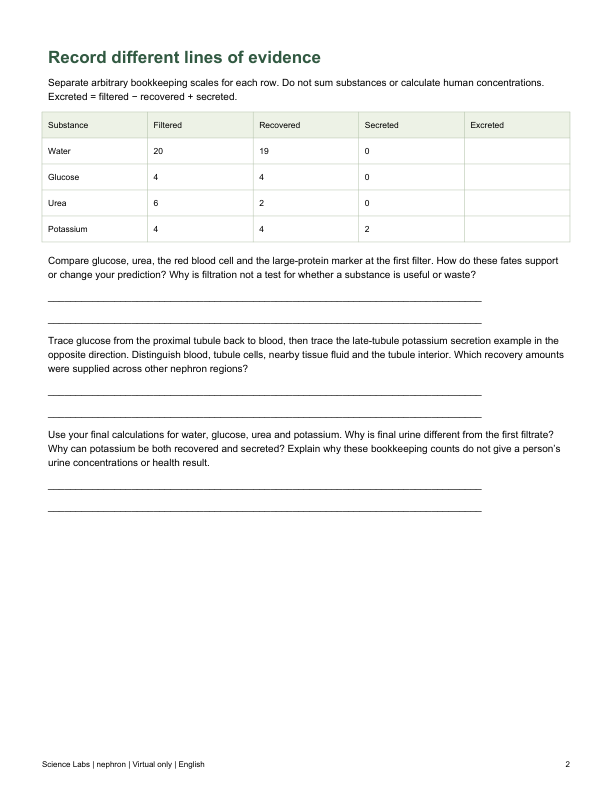 Record different lines of evidence
Separate arbitrary bookkeeping scales for each row. Do not sum substances or calculate human concentrations.
Excreted = filtered − recovered + secreted.
Substance Filtered Recovered Secreted Excreted
Water 20 19 0
Glucose 4 4 0
Urea 6 2 0
Potassium 4 4 2
Compare glucose, urea, the red blood cell and the large-protein marker at the first filter. How do these fates support
or change your prediction? Why is filtration not a test for whether a substance is useful or waste?
Trace glucose from the proximal tubule back to blood, then trace the late-tubule potassium secretion example in the
opposite direction. Distinguish blood, tubule cells, nearby tissue fluid and the tubule interior. Which recovery amounts
were supplied across other nephron regions?
Use your final calculations for water, glucose, urea and potassium. Why is final urine different from the first filtrate?
Why can potassium be both recovered and secreted? Explain why these bookkeeping counts do not give a person’s
urine concentrations or health result.
Science Labs | nephron | Virtual only | English 2